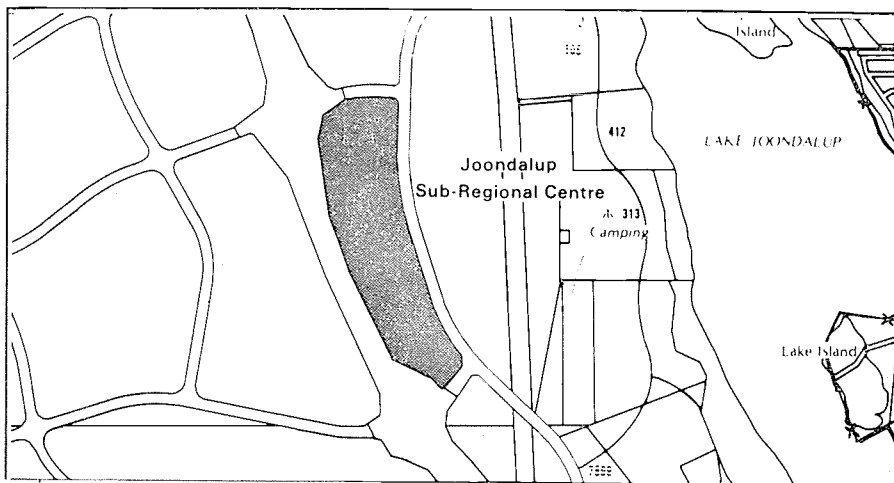 Island
412
LAKE JOONDALUP
Joondalup
Sub-Regional Centre
313
Camping
Lake Island